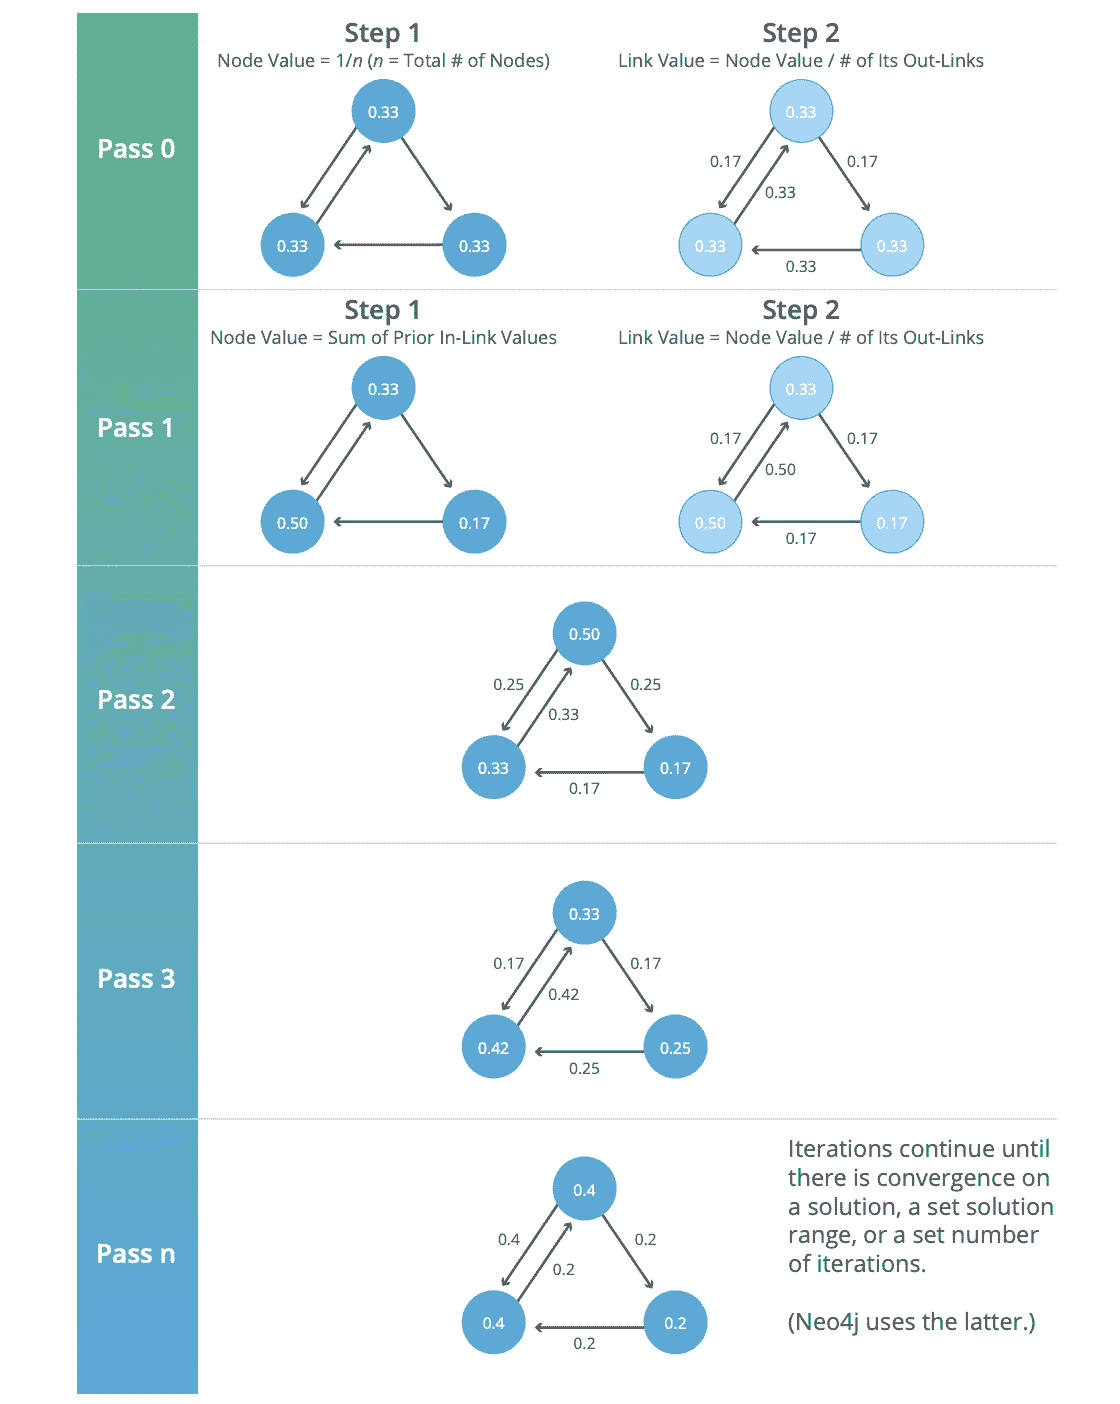 Pass 0
Step 1
Node Value = 1/n (n = Total # of Nodes)
0.33
0.33
0.33
Step 2
Link Value = Node Value / # of Its Out-Links
0.33
0.17
0.17
0.33
0.33
0.33
0.33
Pass 1
Step 1
Node Value = Sum of Prior In-Link Values
0.33
0.50
0.17
Step 2
Link Value = Node Value / # of Its Out-Links
0.33
0.17
0.17
0.50
0.50
0.17
0.17
Pass 2
0.50
0.25
0.25
0.33
0.33
0.17
0.17
Pass 3
0.33
0.17
0.17
0.42
0.42
0.25
0.25
Pass n
0.4
0.4
0.2
0.2
0.4
0.2
0.2
Iterations continue until
there is convergence on
a solution, a set solution
range, or a set number
of iterations.
(Neo4j uses the latter.)